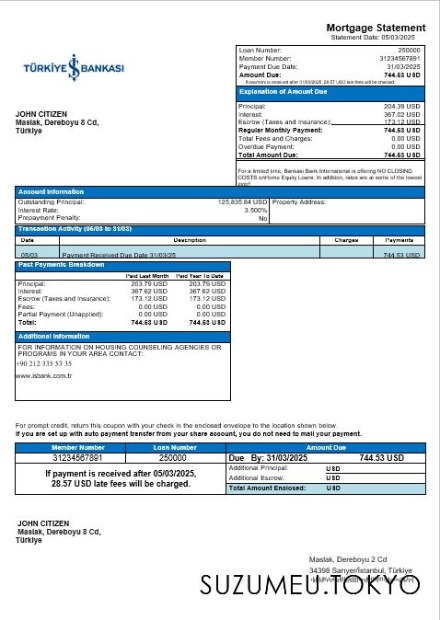 Mortgage Statement
Statement Date: 05/03/2025
TÜRKİYE İŞ BANKASI
Loan Number: 250000
Member Number: 31234567891
Payment Due Date: 31/03/2025
Amount Due: 744.53 USD
If payment is received after 31/03/2025, 28.57 USD late fees will be charged.
Explanation of Amount Due
Principal: 204.39 USD
Interest: 367.02 USD
Escrow (Taxes and Insurance): 173.12 USD
Regular Monthly Payment: 744.53 USD
Total Fees and Charges: 0.00 USD
Overdue Payment: 0.00 USD
Total Amount Due: 744.53 USD
JOHN CITIZEN
Maslak, Dereboyu 8 Cd,
Türkiye
For a limited time, Bankası Bank International is offering NO CLOSING
COSTS onHome Equity Loans. In addition, rates are at some of the lowest
ever!
Account Information
Outstanding Principal: 125,835.84 USD Property Address:
Interest Rate: 3.500%
Prepayment Penalty: No
Transaction Activity (05/03 to 31/03)
Date Description Charges Payments
05/03 Payment Received Due Date 31/03/25 744.53 USD
Past Payments Breakdown
Paid Last Month Paid Year To Date
Principal: 203.79 USD 203.79 USD
Interest: 367.62 USD 367.62 USD
Escrow (Taxes and Insurance): 173.12 USD 173.12 USD
Fees: 0.00 USD 0.00 USD
Partial Payment (Unapplied): 0.00 USD 0.00 USD
Total: 744.53 USD 744.53 USD
Additional Information
FOR INFORMATION ON HOUSING COUNSELING AGENCIES OR
PROGRAMS IN YOUR AREA CONTACT:
+90 212 335 53 35
www.isbank.com.tr
For prompt credit, return this coupon with your check in the enclosed envelope to the location shown below.
If you are set up with auto payment transfer from your share account, you do not need to mail your payment.
Member Number Loan Number Amount Due
31234567891 250000 Due By: 31/03/2025 744.53 USD
If payment is received after 05/03/2025,
28.57 USD late fees will be charged.
Additional Principal: USD
Additional Escrow: USD
Total Amount Enclosed: USD
JOHN CITIZEN
Maslak, Dereboyu 8 Cd,
Türkiye
Maslak, Dereboyu 2 Cd
34398 Sarıyer/İstanbul, Türkiye
SUZUMEU.TOKYO